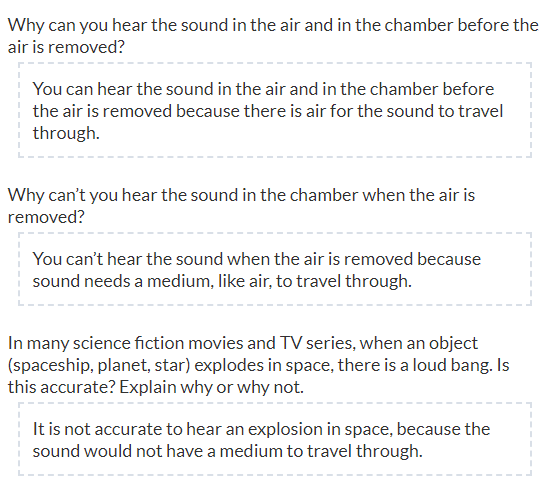 Why can you hear the sound in the air and in the chamber before the
air is removed?
You can hear the sound in the air and in the chamber before
the air is removed because there is air for the sound to travel
through.
Why can’t you hear the sound in the chamber when the air is
removed?
You can’t hear the sound when the air is removed because
sound needs a medium, like air, to travel through.
In many science fiction movies and TV series, when an object
(spaceship, planet, star) explodes in space, there is a loud bang. Is
this accurate? Explain why or why not.
It is not accurate to hear an explosion in space, because the
sound would not have a medium to travel through.